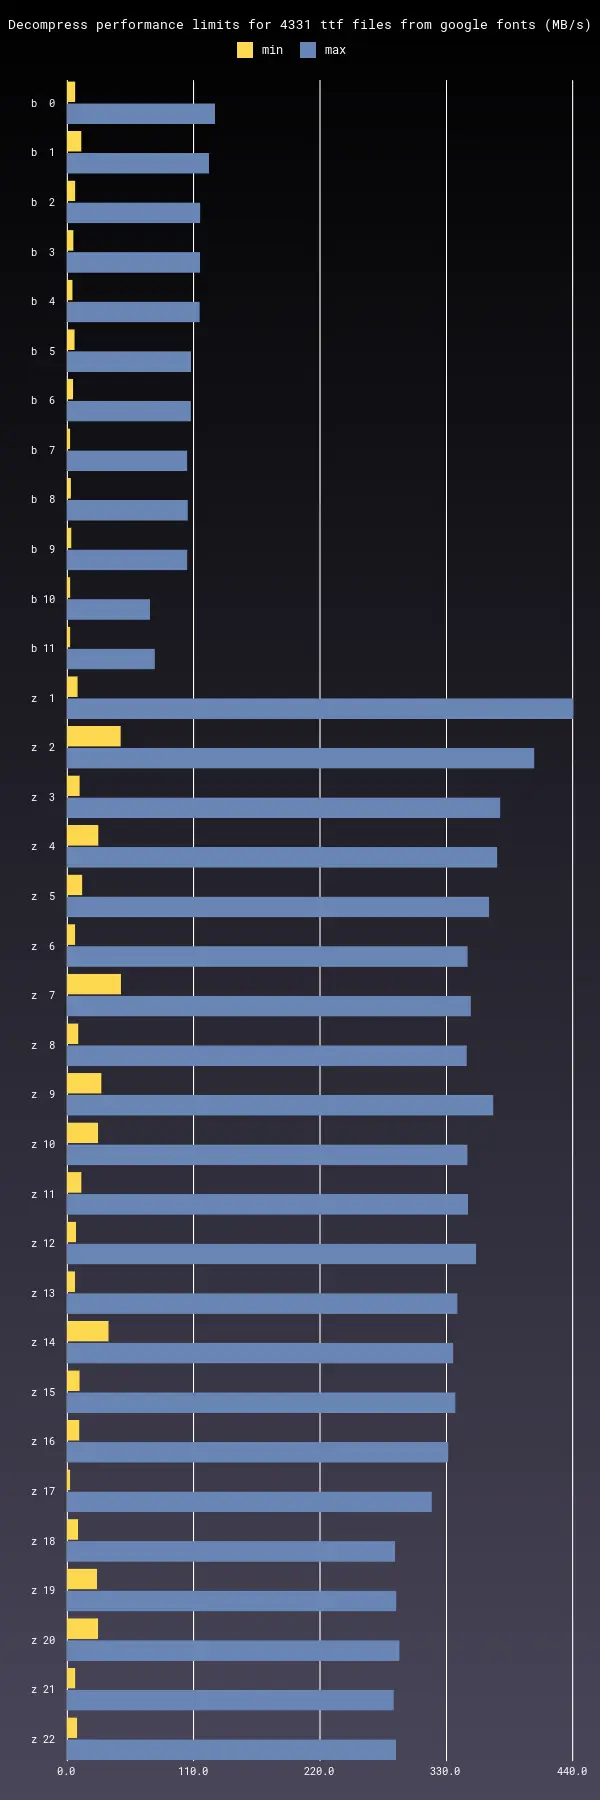 Decompress performance limits for 4331 ttf files from google fonts (MB/s)
min max
b 0
b 1
b 2
b 3
b 4
b 5
b 6
b 7
b 8
b 9
b 10
b 11
z 1
z 2
z 3
z 4
z 5
z 6
z 7
z 8
z 9
z 10
z 11
z 12
z 13
z 14
z 15
z 16
z 17
z 18
z 19
z 20
z 21
z 22
0.0 110.0 220.0 330.0 440.0